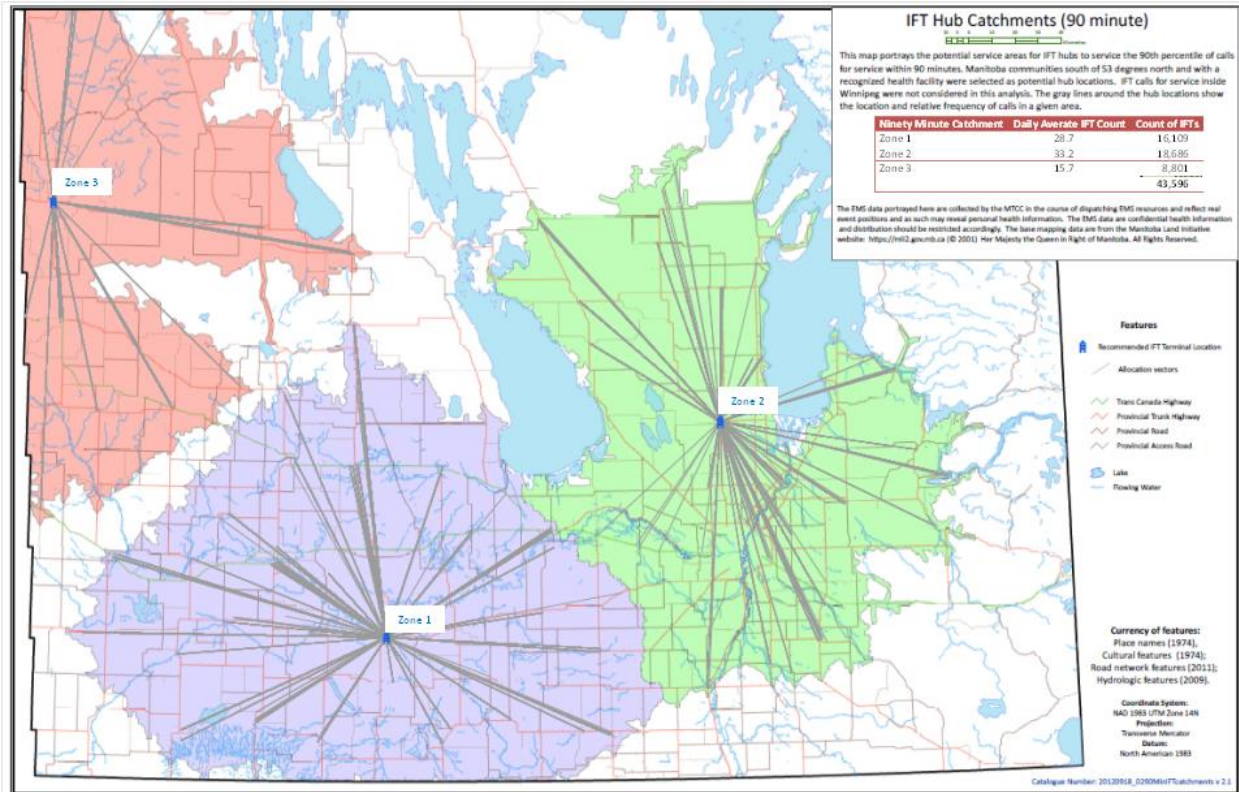 IFT Hub Catchments (90 minute)
This map portrays the potential service areas for IFT hubs to service the 90th percentile of calls
for service within 90 minutes. Manitoba communities south of 53 degrees north and with a
recognized health facility were selected as potential hub locations. IFT calls for service inside
Winnipeg were not considered in this analysis. The gray lines around the hub locations show
the location and relative frequency of calls in a given area.
Ninety Minute Catchment Daily Averate IFT Count Count of IFTs
Zone 1 28.7 16,109
Zone 2 33.2 18,686
Zone 3 15.7 8,801
43,596
The EMS data portrayed here are collected by the MTCC in the course of dispatching EMS resources and reflect real
event positions and as such may reveal personal health information. The EMS data are confidential health information
and distribution should be restricted accordingly. The base mapping data are from the Manitoba Land Initiative
website: https://mli2.gov.mb.ca (© 2001) Her Majesty the Queen in Right of Manitoba. All Rights Reserved.
Zone 3
Zone 2
Zone 1
Features
Recommended IFT Terminal Location
Allocation vectors
Trans Canada Highway
Provincial Trunk Highway
Provincial Road
Provincial Access Road
Lake
Flowing Water
Currency of features:
Place names (1974),
Cultural features (1974);
Road network features (2011);
Hydrologic features (2009).
Coordinate System:
NAD 1983 UTM Zone 14N
Projection:
Transverse Mercator
Datum:
North American 1983
Catalogue Number: 20120918_0290MinIFTcatchments v 2.1